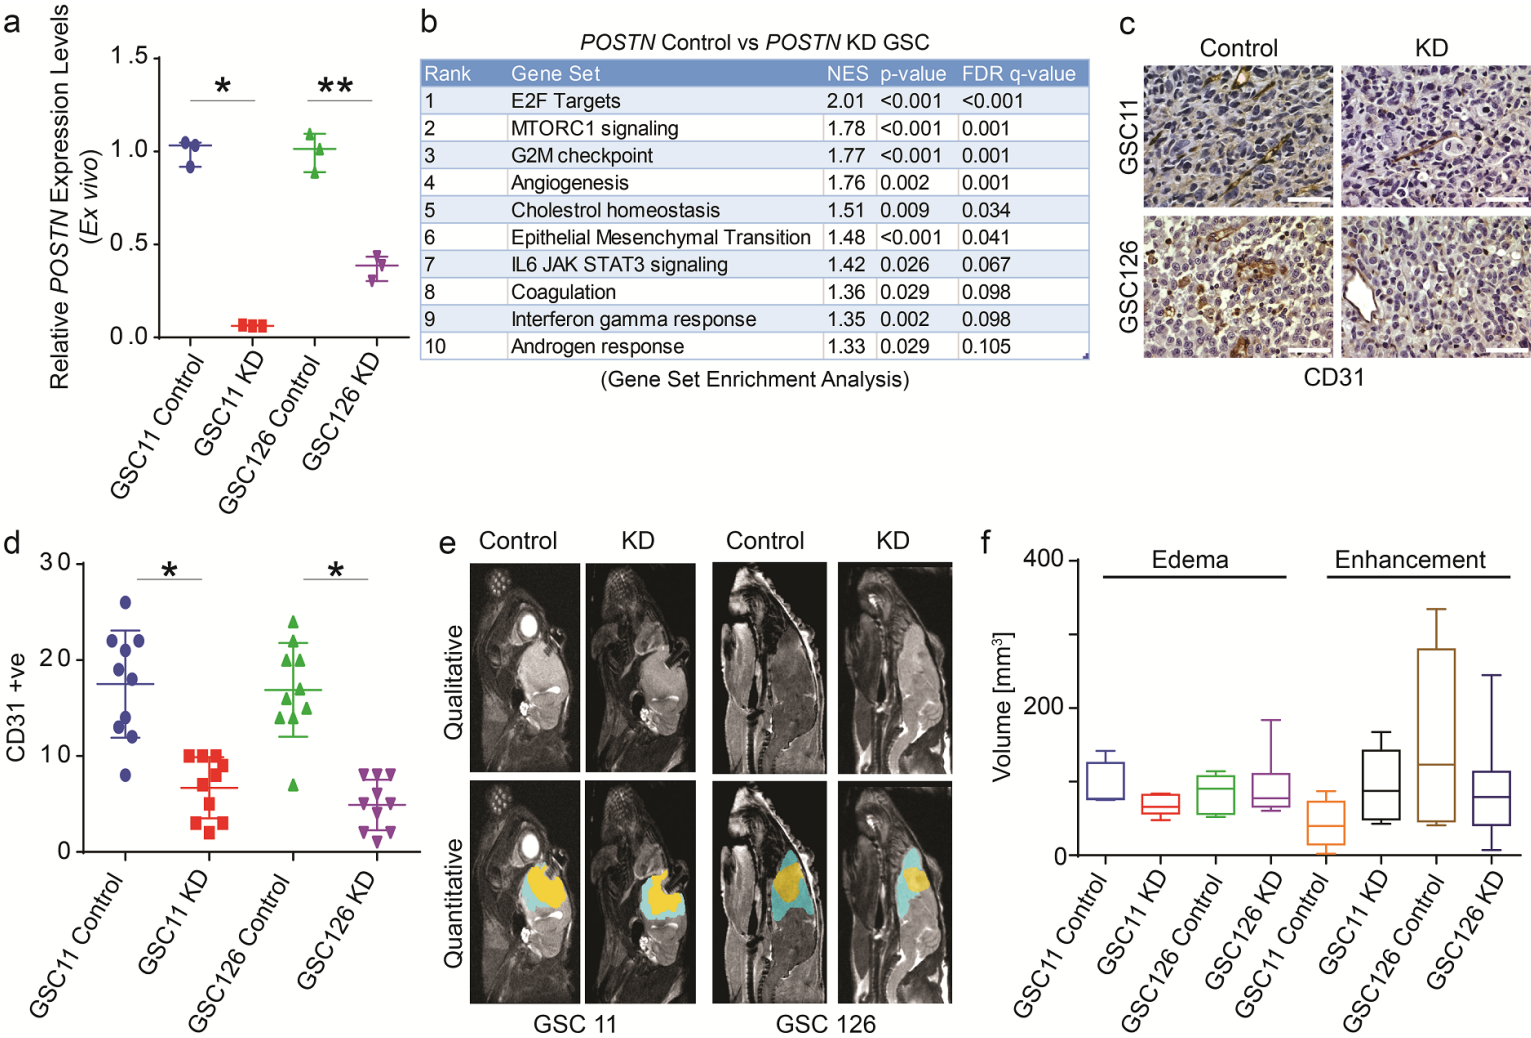 a
Relative POSTN Expression Levels
(Ex vivo)
1.5
1.0
0.5
0.0
*
**
GSC11 Control
GSC11 KD
GSC126 Control
GSC126 KD
b
POSTN Control vs POSTN KD GSC
Rank Gene Set NES p-value FDR q-value
1 E2F Targets 2.01 <0.001 <0.001
2 MTORC1 signaling 1.78 <0.001 0.001
3 G2M checkpoint 1.77 <0.001 0.001
4 Angiogenesis 1.76 0.002 0.001
5 Cholestrol homeostasis 1.51 0.009 0.034
6 Epithelial Mesenchymal Transition 1.48 <0.001 0.041
7 IL6 JAK STAT3 signaling 1.42 0.026 0.067
8 Coagulation 1.36 0.029 0.098
9 Interferon gamma response 1.35 0.002 0.098
10 Androgen response 1.33 0.029 0.105
(Gene Set Enrichment Analysis)
c
Control KD
GSC11
GSC126
CD31
d
CD31 +ve
30
20
10
0
*
*
GSC11 Control
GSC11 KD
GSC126 Control
GSC126 KD
e
Control KD Control KD
Qualitative
Quantitative
GSC 11 GSC 126
f
Volume [mm³]
400
200
0
Edema Enhancement
GSC11 Control
GSC11 KD
GSC126 Control
GSC126 KD
GSC11 Control
GSC11 KD
GSC126 Control
GSC126 KD